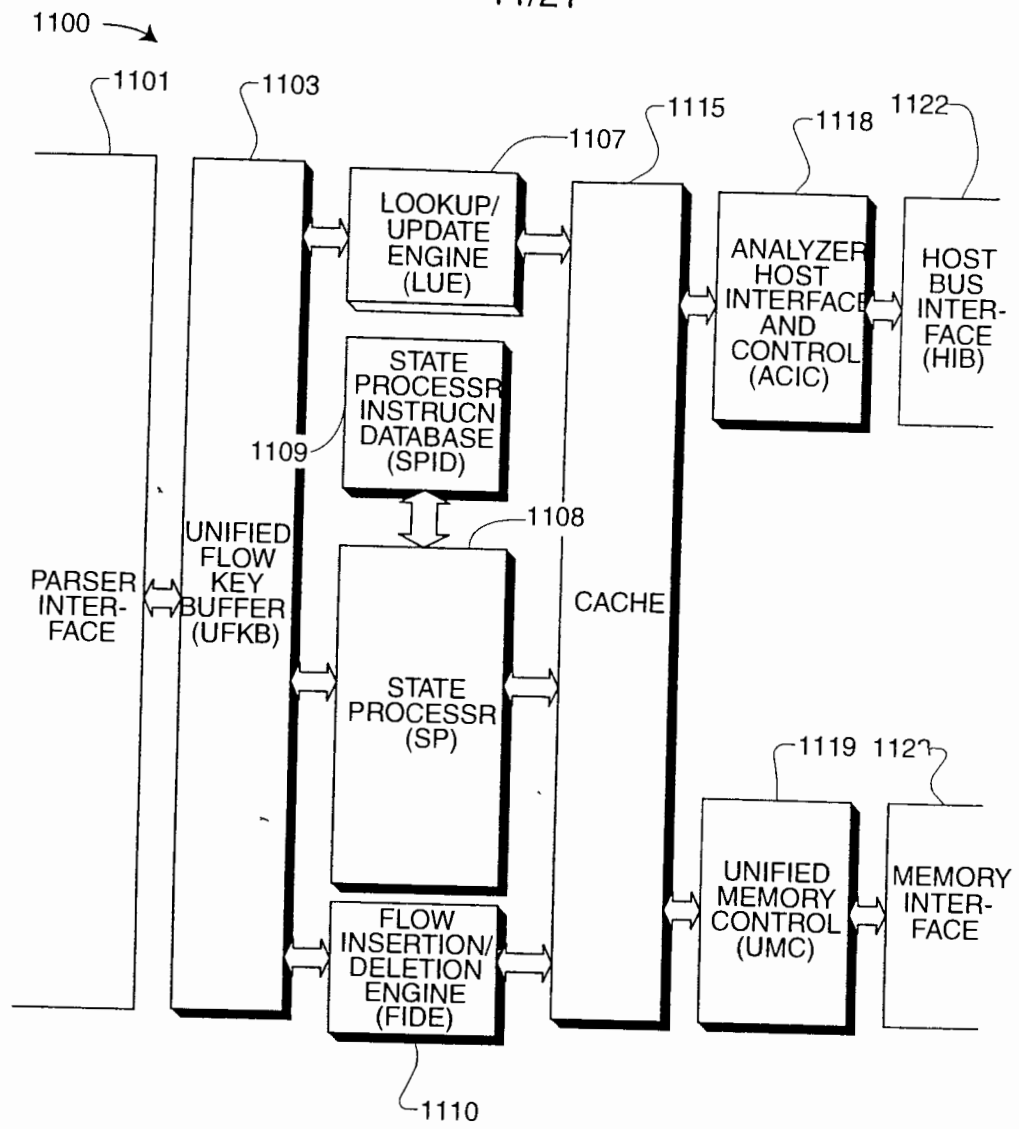 1100
1101
1103
1107
1115
1118
1122
LOOKUP/
UPDATE
ENGINE
(LUE)
ANALYZER
HOST
INTERFACE
AND
CONTROL
(ACIC)
HOST
BUS
INTER-
FACE
(HIB)
STATE
PROCESSR
INSTRUCN
DATABASE
(SPID)
1109
1108
UNIFIED
FLOW
KEY
BUFFER
(UFKB)
PARSER
INTER-
FACE
CACHE
STATE
PROCESSR
(SP)
1119
UNIFIED
MEMORY
CONTROL
(UMC)
MEMORY
INTER-
FACE
FLOW
INSERTION/
DELETION
ENGINE
(FIDE)
1110